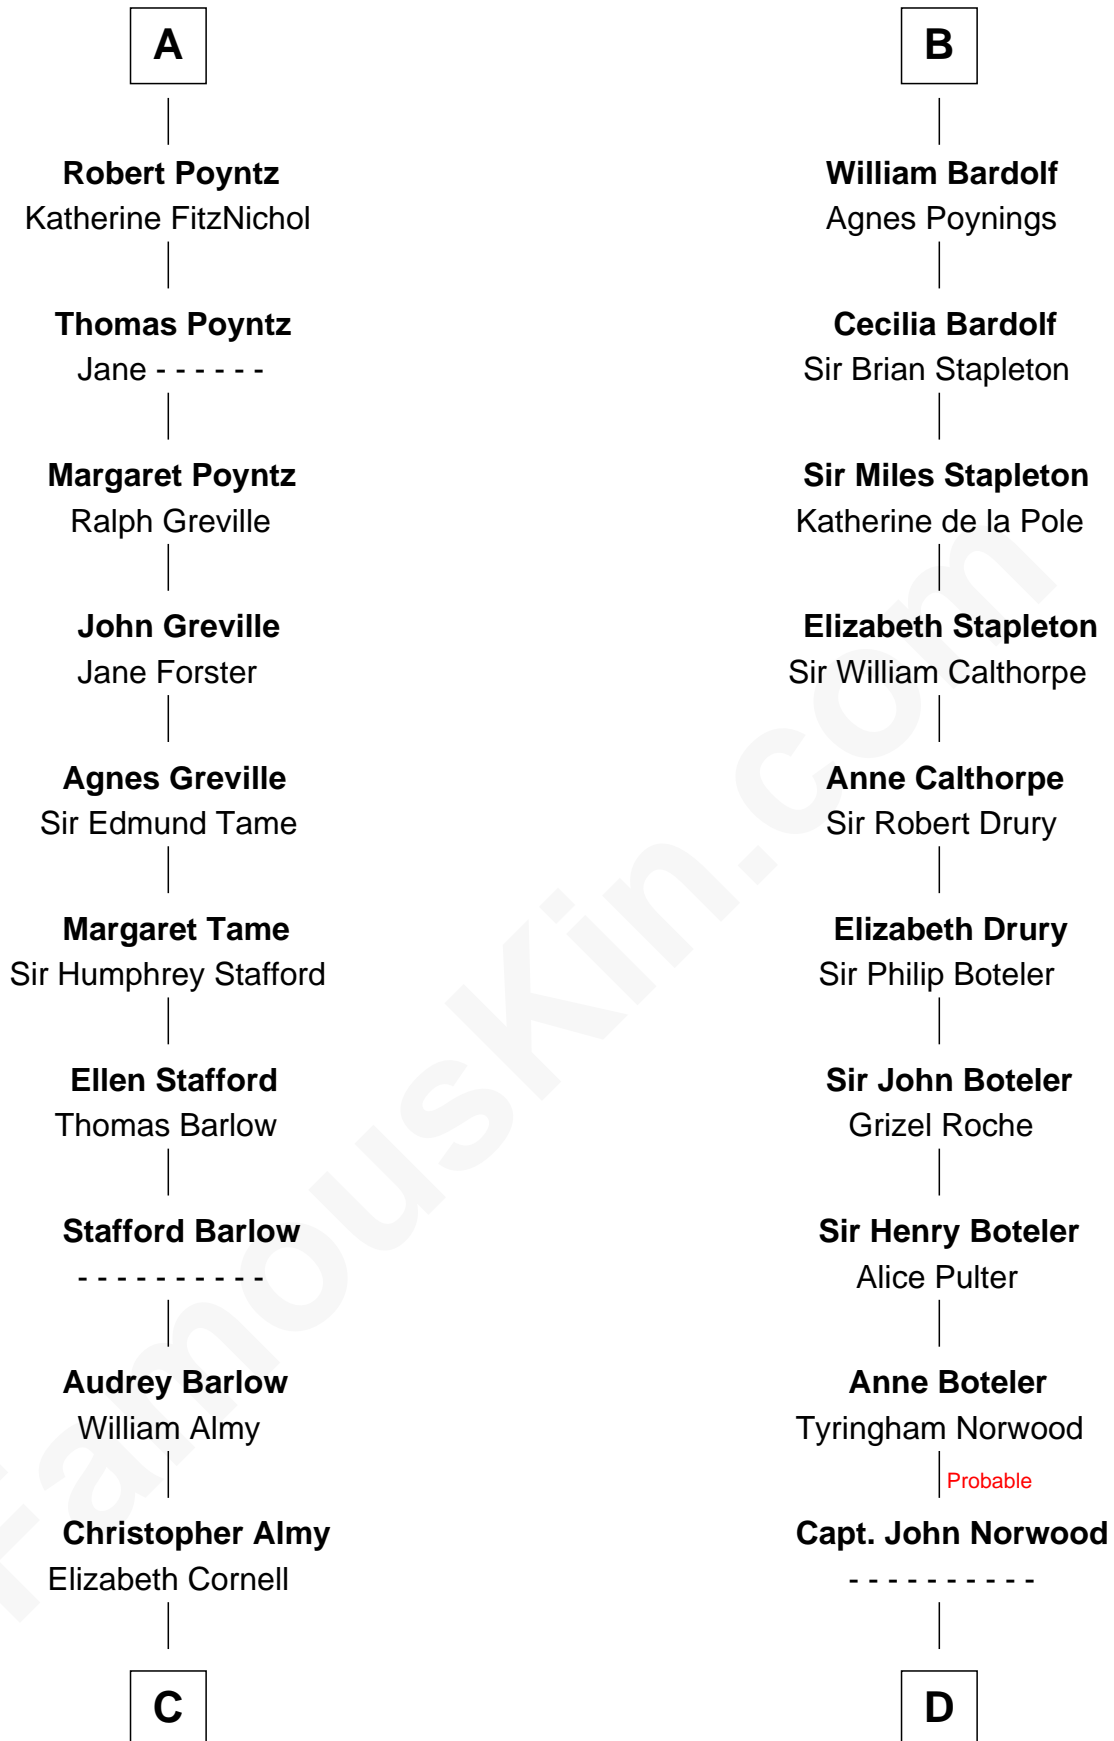 A
Robert Poyntz
Katherine FitzNichol
Thomas Poyntz
Jane - - - - - -
Margaret Poyntz
Ralph Greville
John Greville
Jane Forster
Agnes Greville
Sir Edmund Tame
Margaret Tame
Sir Humphrey Stafford
Ellen Stafford
Thomas Barlow
Stafford Barlow
- - - - - - - - - -
Audrey Barlow
William Almy
Christopher Almy
Elizabeth Cornell
C
B
William Bardolf
Agnes Poynings
Cecilia Bardolf
Sir Brian Stapleton
Sir Miles Stapleton
Katherine de la Pole
Elizabeth Stapleton
Sir William Calthorpe
Anne Calthorpe
Sir Robert Drury
Elizabeth Drury
Sir Philip Boteler
Sir John Boteler
Grizel Roche
Sir Henry Boteler
Alice Pulter
Anne Boteler
Tyringham Norwood
Probable
Capt. John Norwood
- - - - - - - - - -
D
FamousKin.com